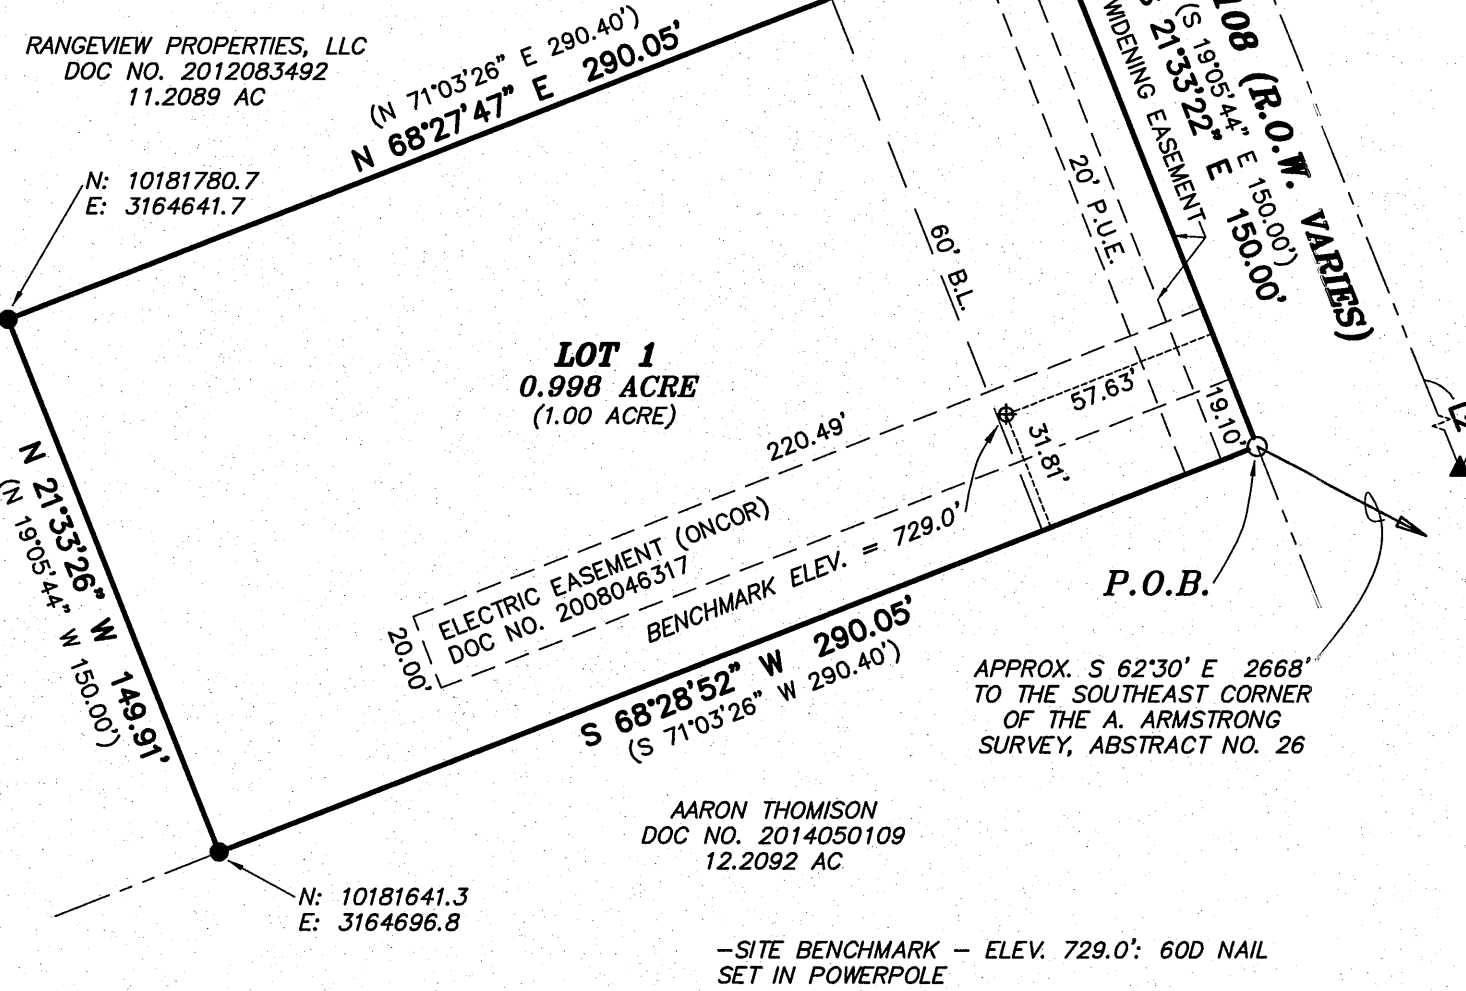 RANGEVIEW PROPERTIES, LLC
DOC NO. 2012083492
11.2089 AC
(N 71°03'26" E 290.40')
N 68°27'47" E 290.05'
N: 10181780.7
E: 3164641.7
108 (R.O.W. VARIES)
(S 19°05'44" E 150.00')
S 21°33'22" E 150.00'
WIDENING EASEMENT
20' P.U.E.
60' B.L.
LOT 1
0.998 ACRE
(1.00 ACRE)
57.63'
19.10'
L2
220.49'
31.81'
N 21°33'26" W 149.91'
(N 19°05'44" W 150.00')
ELECTRIC EASEMENT (ONCOR)
DOC NO. 2008046317
20.00'
BENCHMARK ELEV. = 729.0'
P.O.B.
S 68°28'52" W 290.05'
(S 71°03'26" W 290.40')
APPROX. S 62°30' E 2668'
TO THE SOUTHEAST CORNER
OF THE A. ARMSTRONG
SURVEY, ABSTRACT NO. 26
AARON THOMISON
DOC NO. 2014050109
12.2092 AC
N: 10181641.3
E: 3164696.8
-SITE BENCHMARK - ELEV. 729.0': 60D NAIL
SET IN POWERPOLE